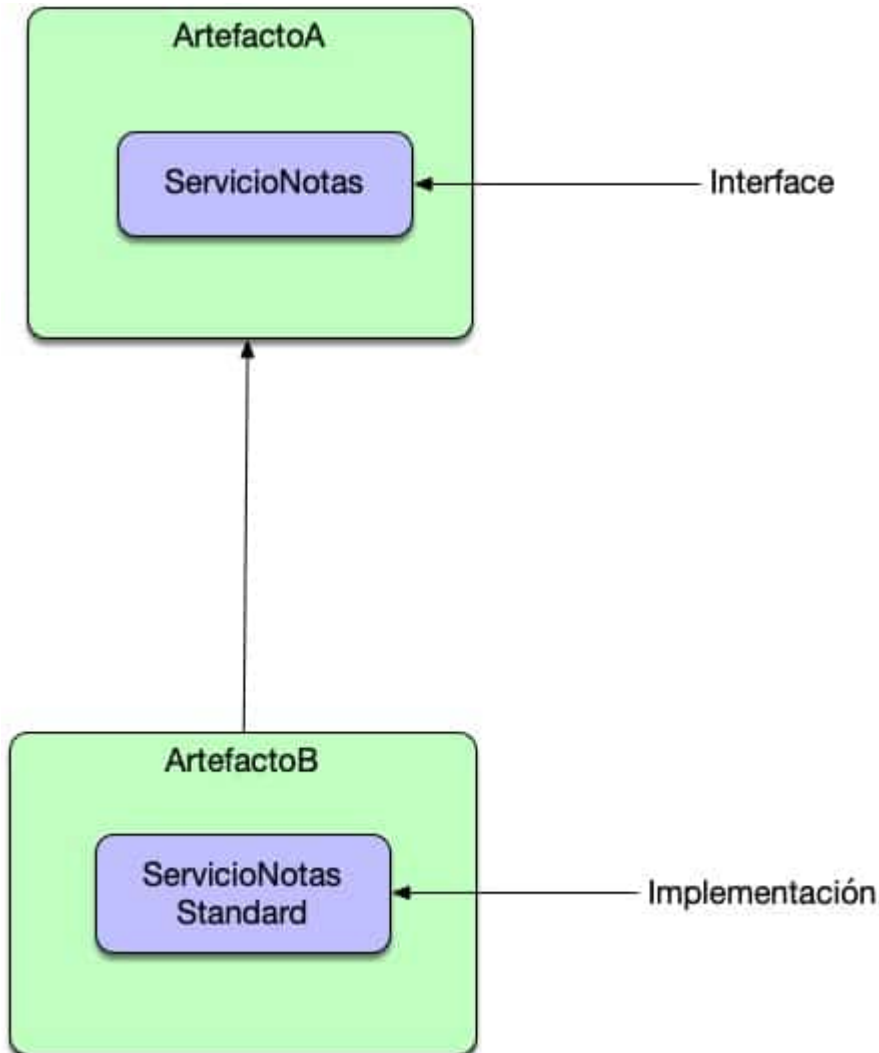 ArtefactoA
ServicioNotas
Interface
ArtefactoB
ServicioNotas
Standard
Implementación